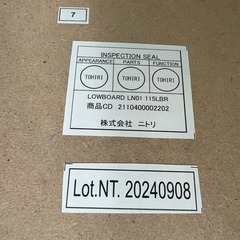 7
INSPECTION SEAL
APPEARANCE PARTS FUNCTION
TOHIRI TOHIRI TOHIRI
LOWBOARD LN01 115LBR
商品CD 2110400002202
株式会社 ニトリ
Lot.NT. 20240908